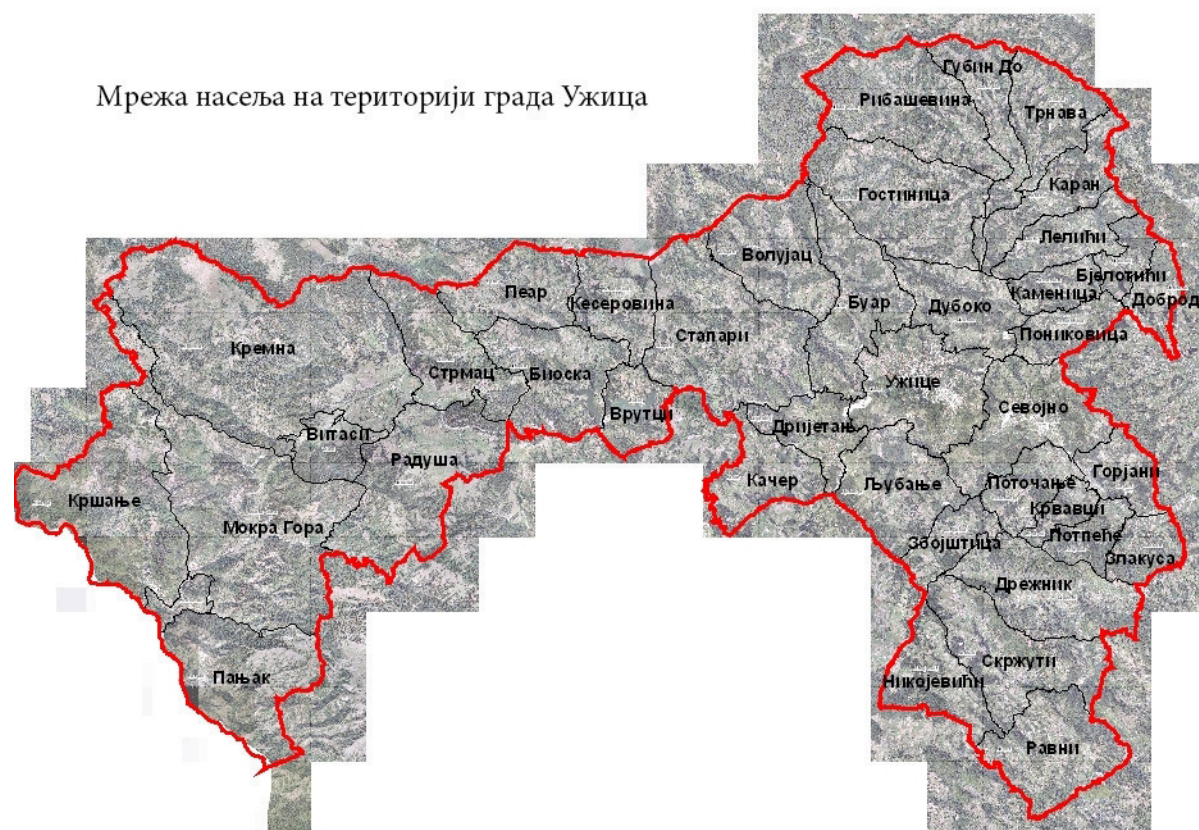 Мрежа насеља на територији града Ужица
Губин До
Рибашевина
Трнава
Каран
Гостиница
Лелићи
Волујац
Бјелотићи
Пеар
Кесеровина
Буар
Дубоко
Каменица
Доброд
Стапари
Пониковица
Кремна
Стрмац
Биоска
Ужице
Севојно
Врутци
Дријетањ
Витаси
Радуша
Горјани
Качер
Љубање
Поточање
Кршање
Крвавци
Мокра Гора
Потпеће
Збојштица
Злакуса
Дрежник
Скржути
Пањак
Никојевићи
Равни